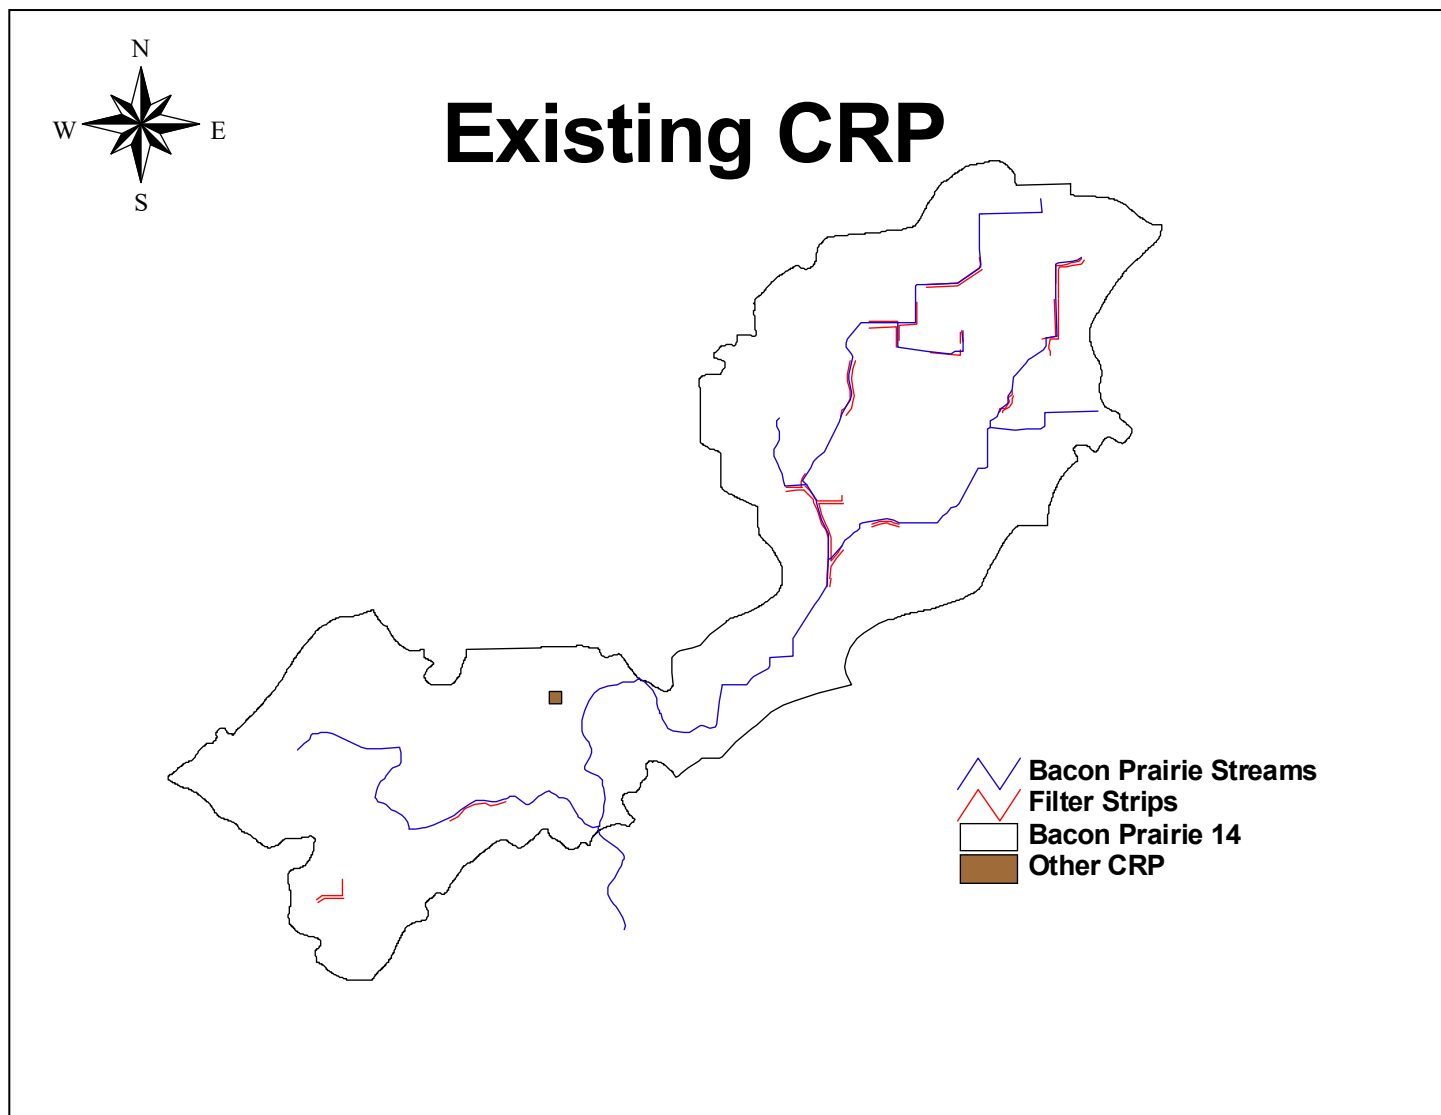 N
W E
S
Existing CRP
Bacon Prairie Streams
Filter Strips
Bacon Prairie 14
Other CRP